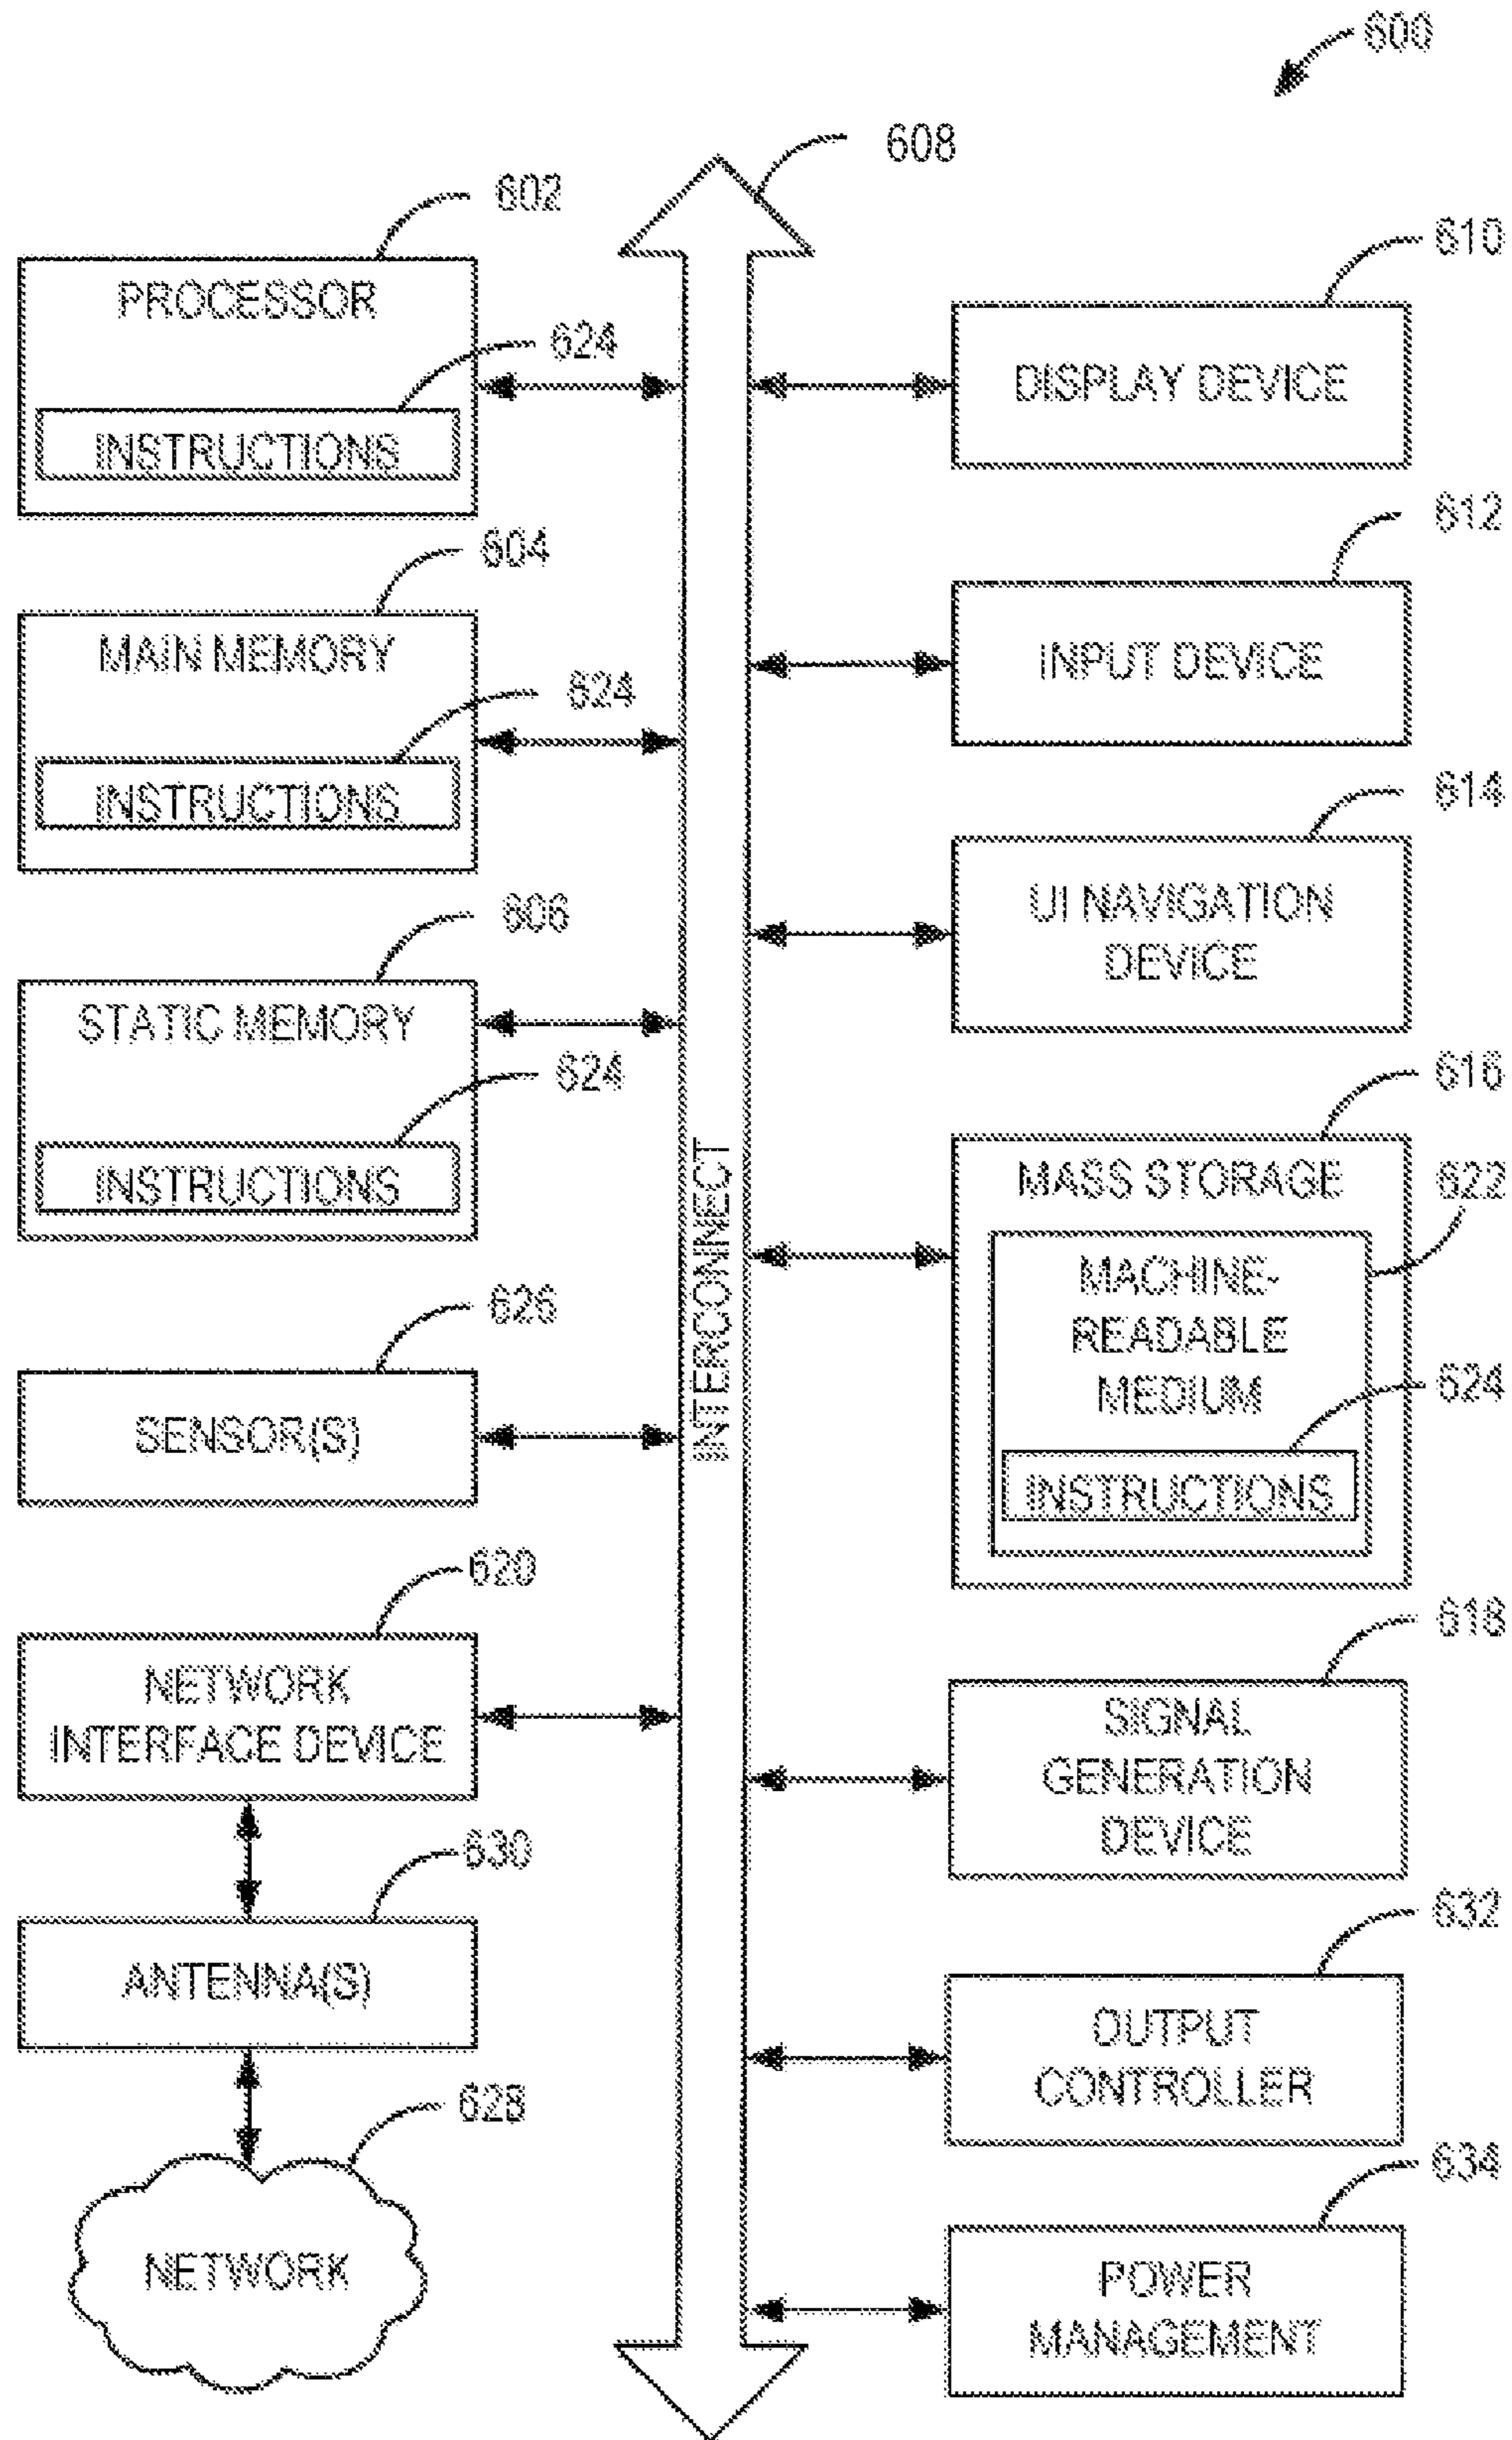 600
608
602
PROCESSOR
624
INSTRUCTIONS
604
MAIN MEMORY
624
INSTRUCTIONS
606
STATIC MEMORY
624
INSTRUCTIONS
626
SENSOR(S)
620
NETWORK
INTERFACE DEVICE
630
ANTENNA(S)
628
NETWORK
INTERCONNECT
610
DISPLAY DEVICE
612
INPUT DEVICE
614
UI NAVIGATION
DEVICE
616
MASS STORAGE
622
MACHINE-
READABLE
MEDIUM
624
INSTRUCTIONS
618
SIGNAL
GENERATION
DEVICE
632
OUTPUT
CONTROLLER
634
POWER
MANAGEMENT